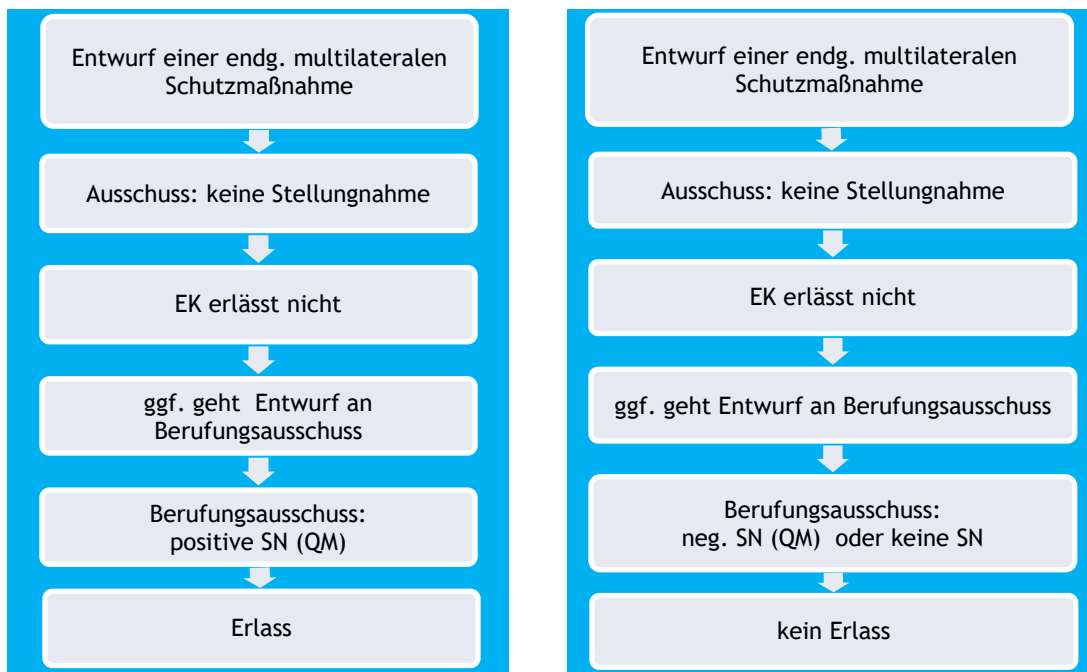 Entwurf einer endg. multilateralen
Schutzmaßnahme
Ausschuss: keine Stellungnahme
EK erlässt nicht
ggf. geht  Entwurf an
Berufungsausschuss
Berufungsausschuss:
positive SN (QM)
Erlass
Entwurf einer endg. multilateralen
Schutzmaßnahme
Ausschuss: keine Stellungnahme
EK erlässt nicht
ggf. geht Entwurf an Berufungsausschuss
Berufungsausschuss:
neg. SN (QM)  oder keine SN
kein Erlass